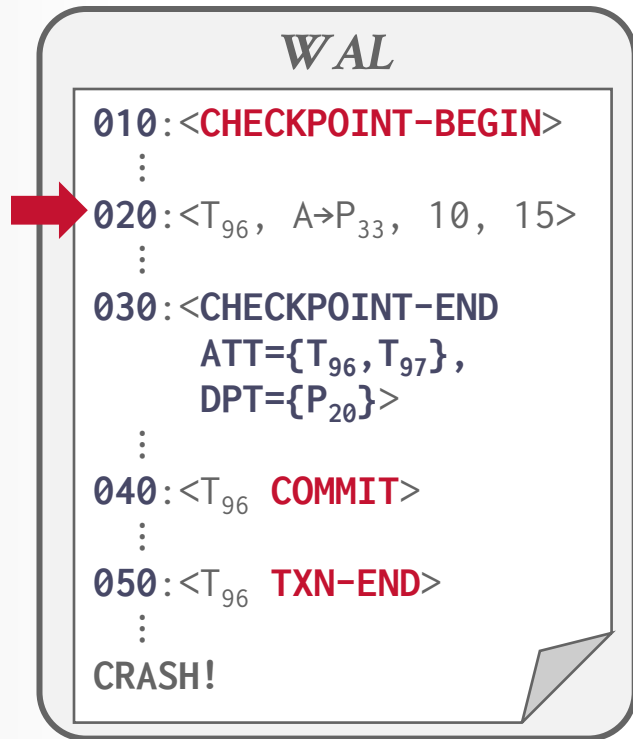 WAL
010:<CHECKPOINT-BEGIN>
⋮
020:<T₉₆, A→P₃₃, 10, 15>
⋮
030:<CHECKPOINT-END
ATT={T₉₆,T₉₇},
DPT={P₂₀}>
⋮
040:<T₉₆ COMMIT>
⋮
050:<T₉₆ TXN-END>
⋮
CRASH!